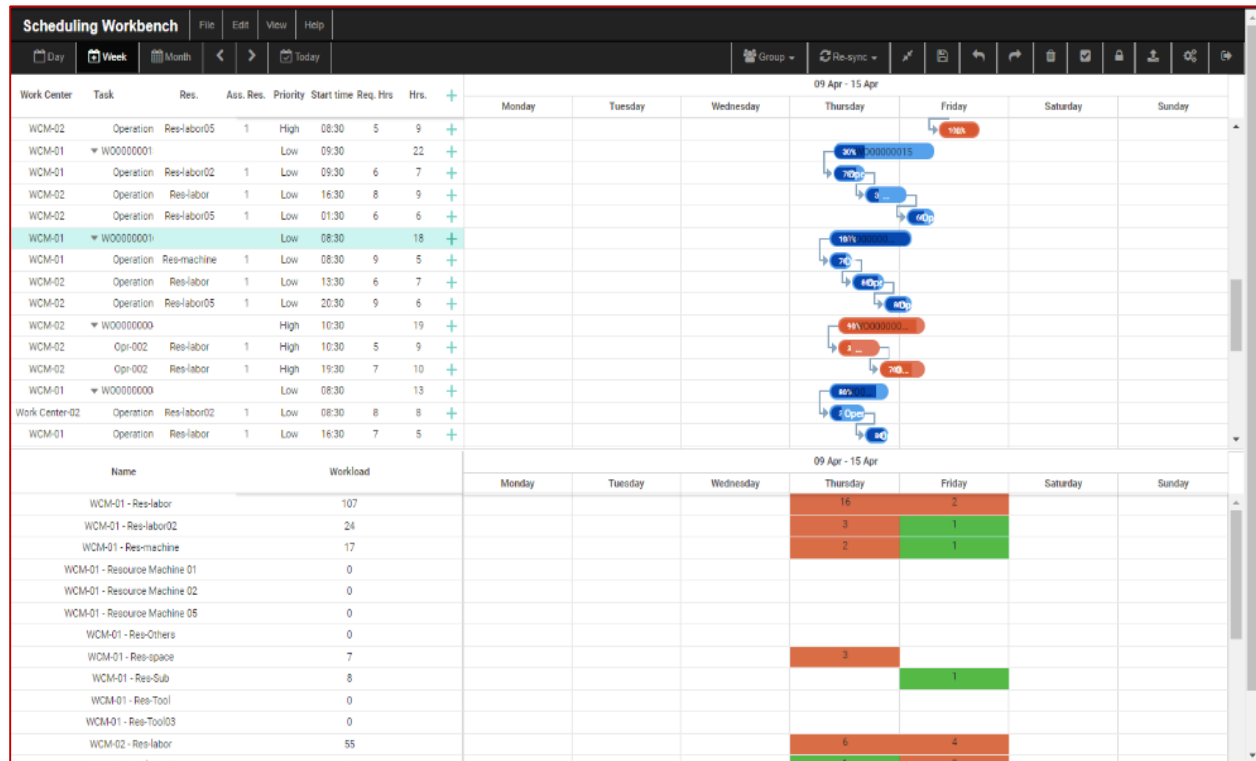 Scheduling Workbench File Edit View Help
Day Week Month Today Group Re-sync
Work Center Task Res. Ass. Res. Priority Start time Req. Hrs Hrs. +
09 Apr - 15 Apr
Monday Tuesday Wednesday Thursday Friday Saturday Sunday
WCM-02 Operation Res-labor05 1 High 08:30 5 9 + 100%
WCM-01 WO0000001 Low 09:30 22 + 30%
WCM-01 Operation Res-labor02 1 Low 09:30 6 7 +
WCM-02 Operation Res-labor 1 Low 16:30 8 9 +
WCM-02 Operation Res-labor05 1 Low 01:30 6 6 +
WCM-01 Low 08:30 18 + 100%
WCM-01 Operation Res-machine 1 Low 08:30 9 5 +
WCM-02 Operation Res-labor 1 Low 13:30 6 7 +
WCM-02 Operation Res-labor05 1 Low 20:30 9 6 +
WCM-02 High 10:30 19 +
WCM-02 Opr-002 Res-labor 1 High 10:30 5 9 +
WCM-02 Opr-002 Res-labor 1 High 19:30 7 10 +
WCM-01 Low 08:30 13 + 80%
Work Center-02 Operation Res-labor02 1 Low 08:30 8 8 +
WCM-01 Operation Res-labor 1 Low 16:30 7 5 +
Name Workload
09 Apr - 15 Apr
Monday Tuesday Wednesday Thursday Friday Saturday Sunday
WCM-01 - Res-labor 107 16 2
WCM-01 - Res-labor02 24 3 1
WCM-01 - Res-machine 17 2 1
WCM-01 - Resource Machine 01 0
WCM-01 - Resource Machine 02 0
WCM-01 - Resource Machine 05 0
WCM-01 - Res-Others 0
WCM-01 - Res-space 7 3
WCM-01 - Res-Sub 8 1
WCM-01 - Res-Tool 0
WCM-01 - Res-Tool03 0
WCM-02 - Res-labor 55 6 4